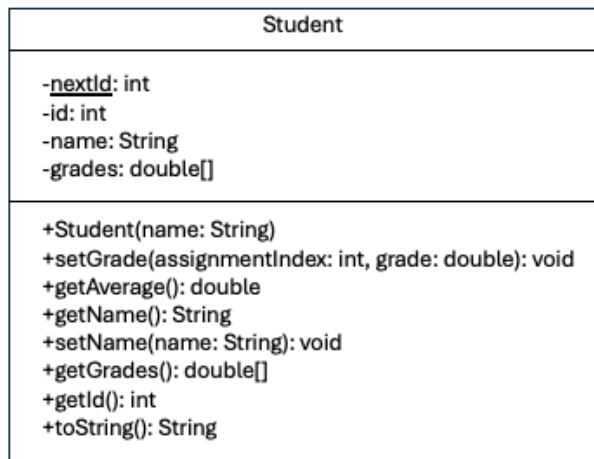 Student
-nextId: int
-id: int
-name: String
-grades: double[]
+Student(name: String)
+setGrade(assignmentIndex: int, grade: double): void
+getAverage(): double
+getName(): String
+setName(name: String): void
+getGrades(): double[]
+getId(): int
+toString(): String